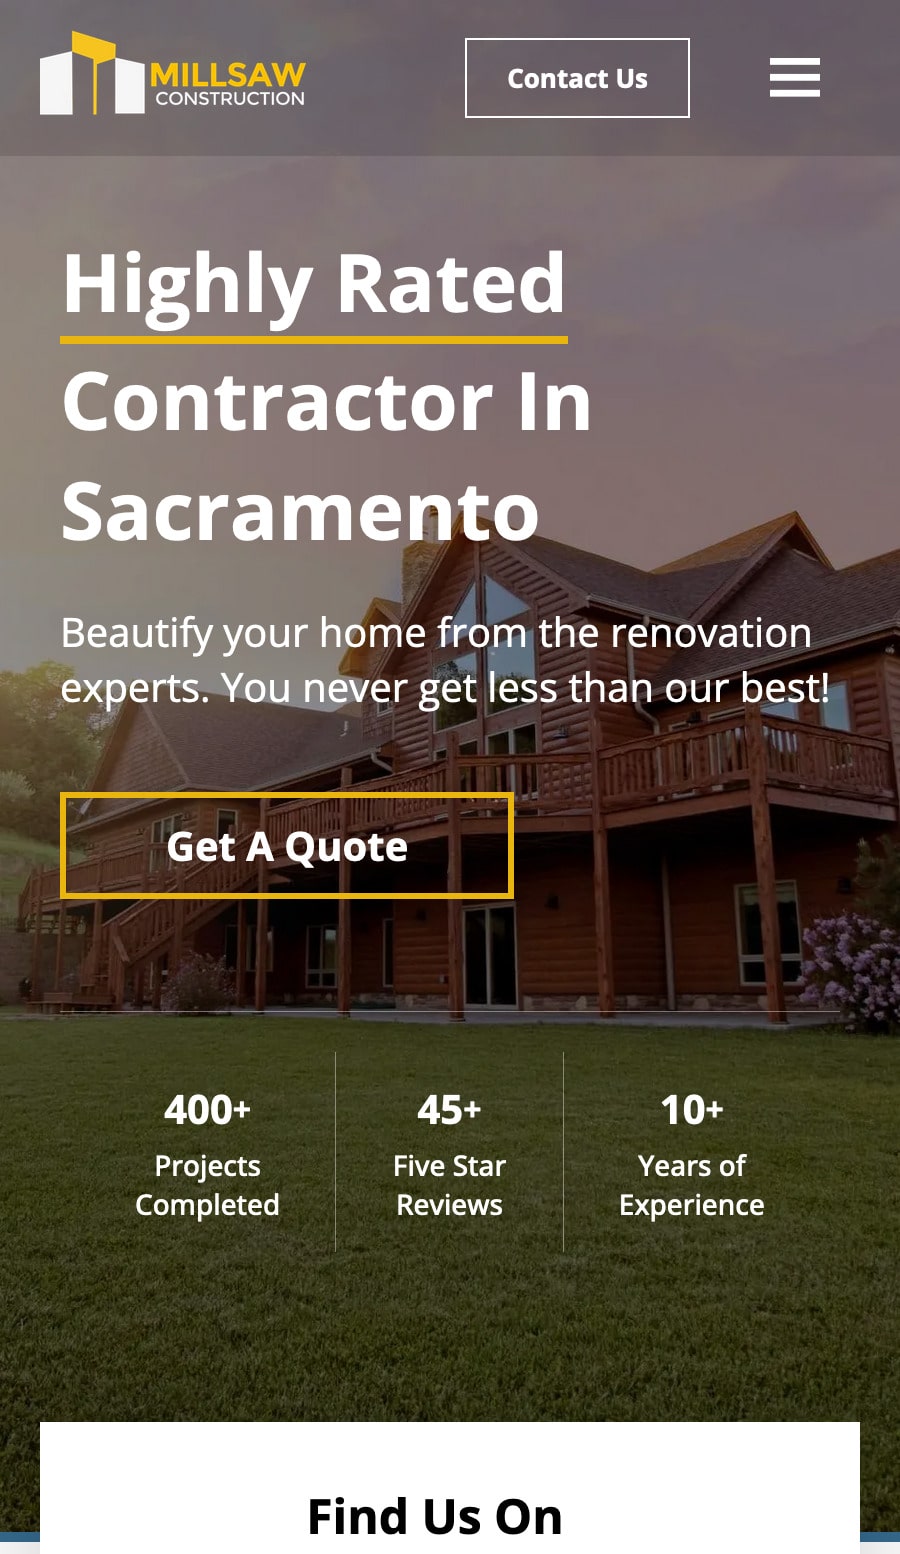 MILLSAW
CONSTRUCTION
Contact Us
Highly Rated
Contractor In
Sacramento
Beautify your home from the renovation
experts. You never get less than our best!
Get A Quote
400+
Projects
Completed
45+
Five Star
Reviews
10+
Years of
Experience
Find Us On